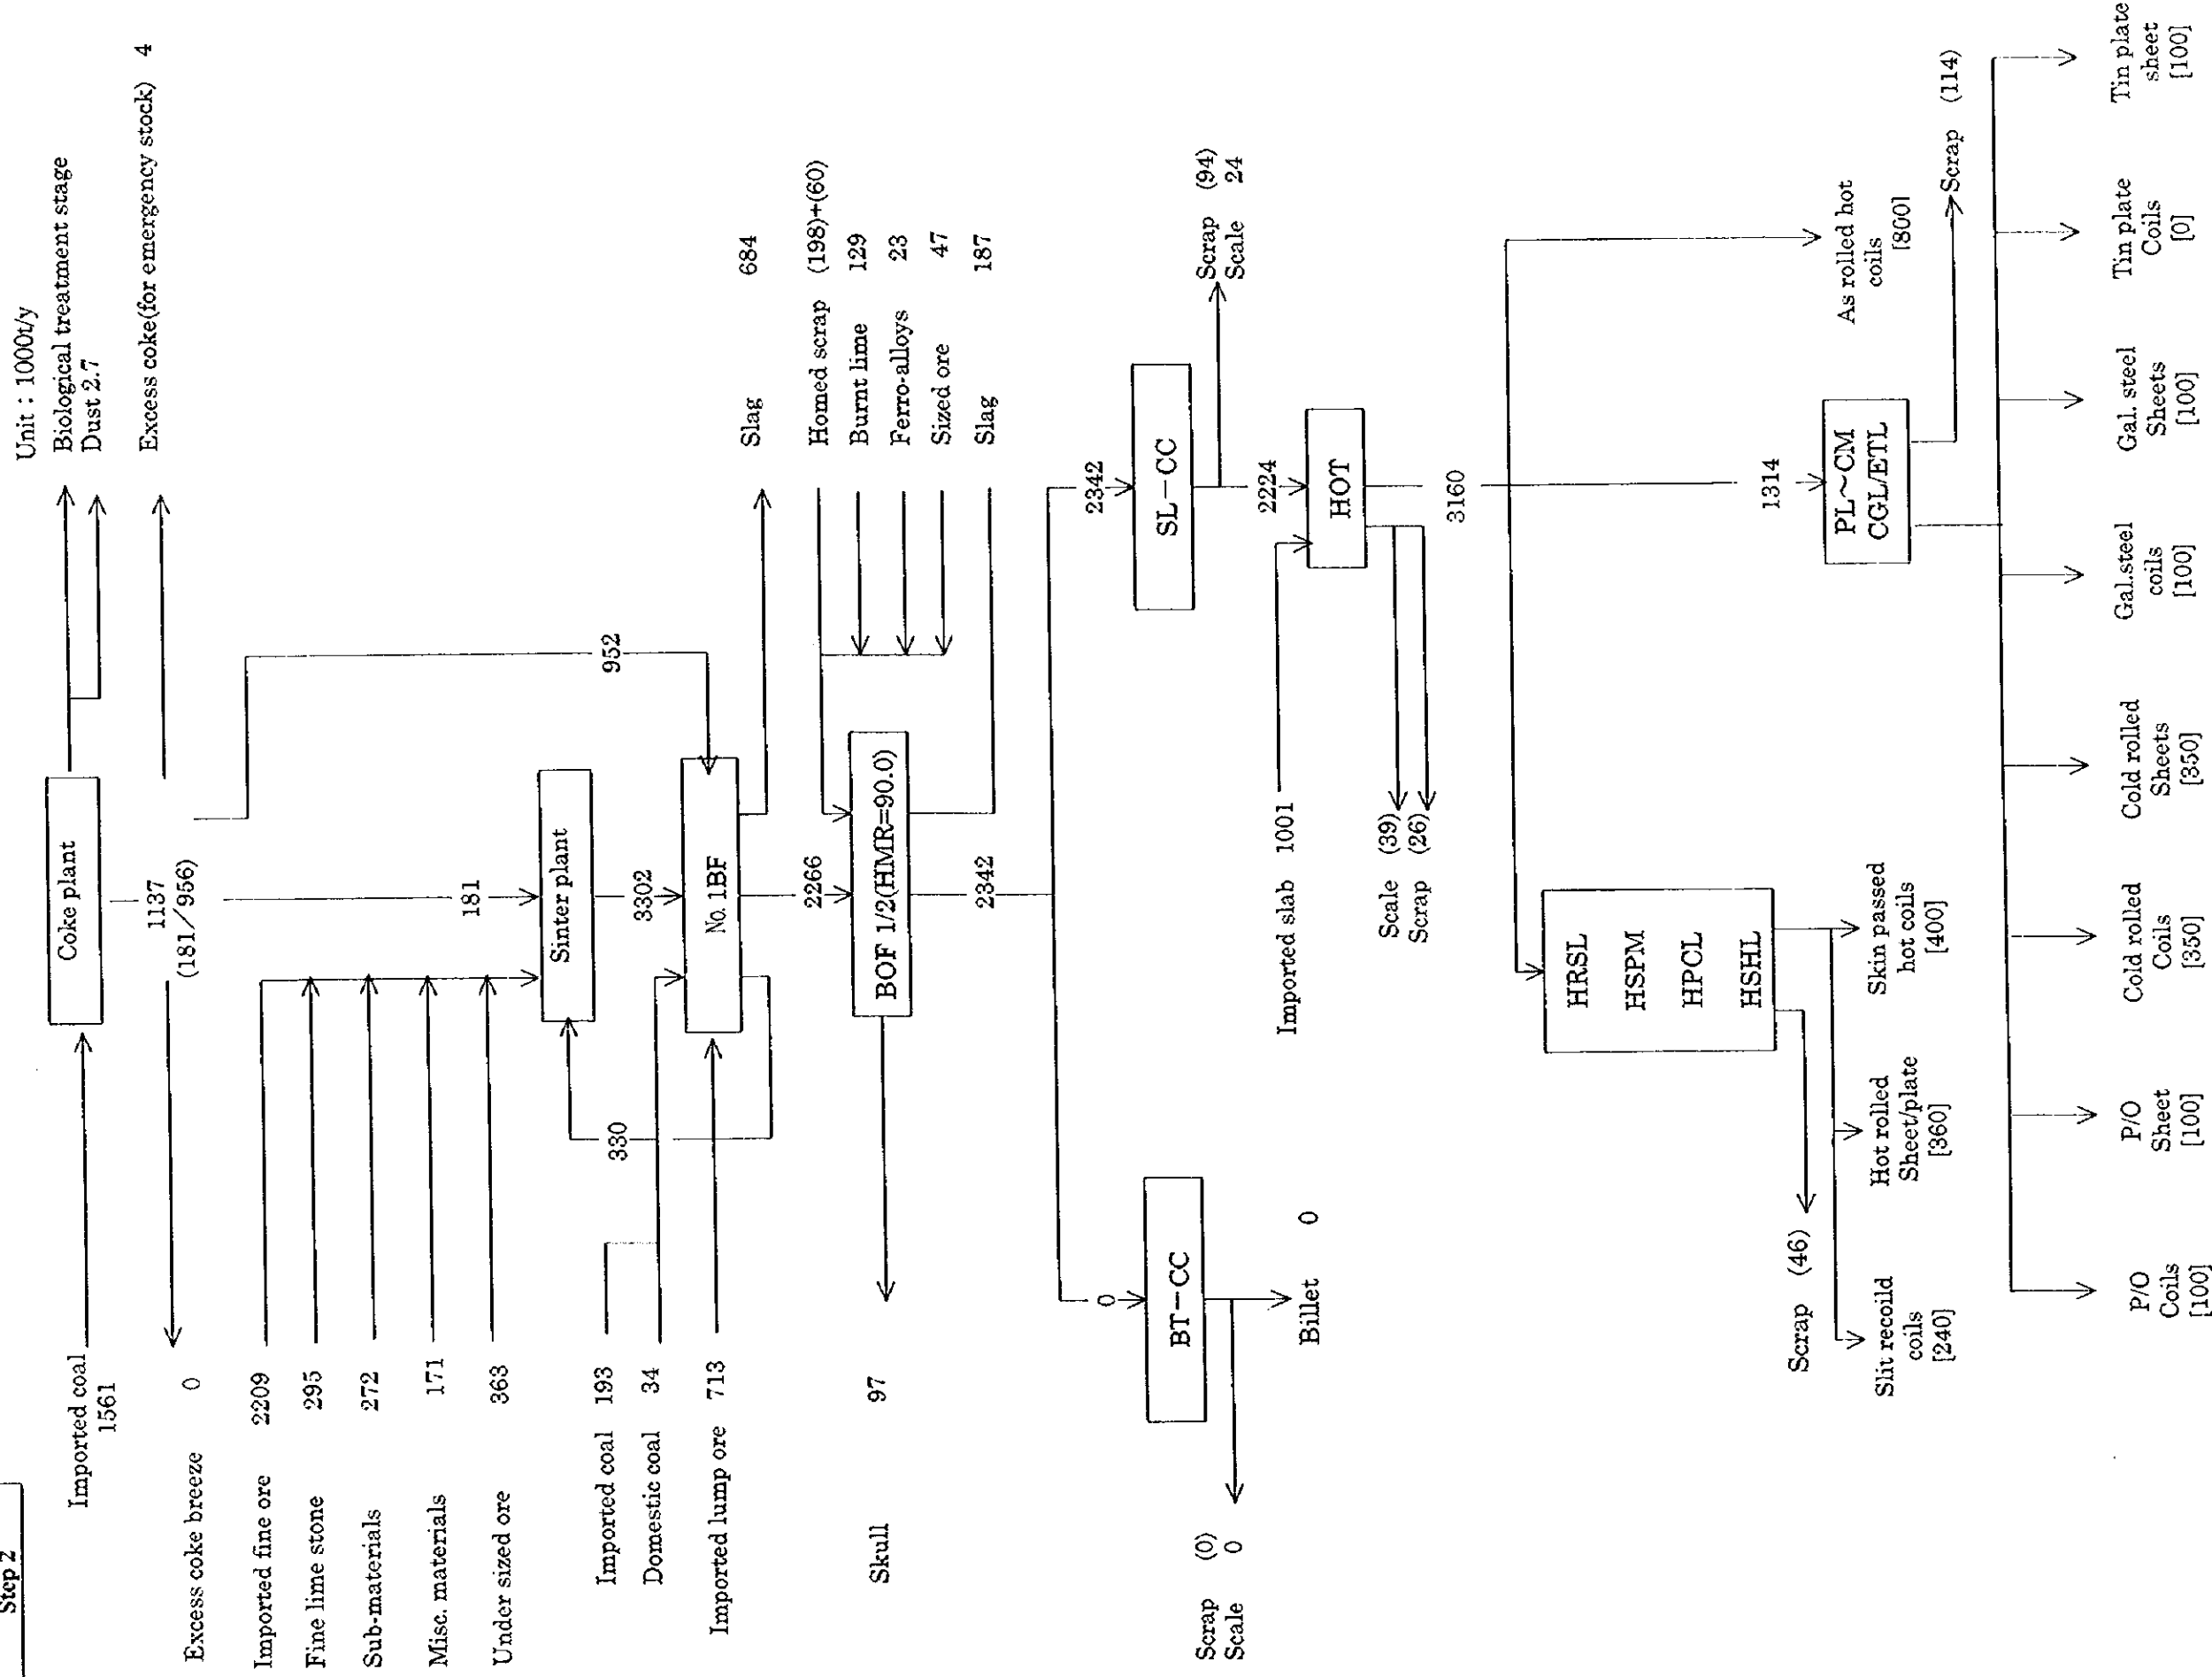 Step 2
Unit : 1000t/y
Imported coal
1561
Coke plant
Biological treatment stage
Dust 2.7
Excess coke(for emergency stock) 4
1137
(181/956)
Excess coke breeze 0
Imported fine ore 2209
Fine lime stone 295
Sub-materials 272
Misc. materials 171
Under sized ore 363
181
952
Sinter plant
3302
330
Imported coal 193
Domestic coal 34
Imported lump ore 713
No. 1BF
Slag 684
2266
Homed scrap (198)+(60)
Burnt lime 129
Ferro-alloys 23
Sized ore 47
Slag 187
BOF 1/2(HMR=90.0)
Skull 97
2342
0
2342
BT-CC
SL-CC
Scrap (0)
Scale 0
Billet 0
Scrap (94)
Scale 24
2224
Imported slab 1001
HOT
Scale (39)
Scrap (26)
3160
HRSL
HSPM
HPCL
HSHL
As rolled hot
coils
[800]
1314
PL~CM
CGL/ETL
Scrap (46)
Scrap (114)
Slit recoild
coils
[240]
Hot rolled
Sheet/plate
[360]
Skin passed
hot coils
[400]
P/O
Coils
[100]
P/O
Sheet
[100]
Cold rolled
Coils
[350]
Cold rolled
Sheets
[350]
Gal.steel
coils
[100]
Gal. steel
Sheets
[100]
Tin plate
Coils
[0]
Tin plate
sheet
[100]